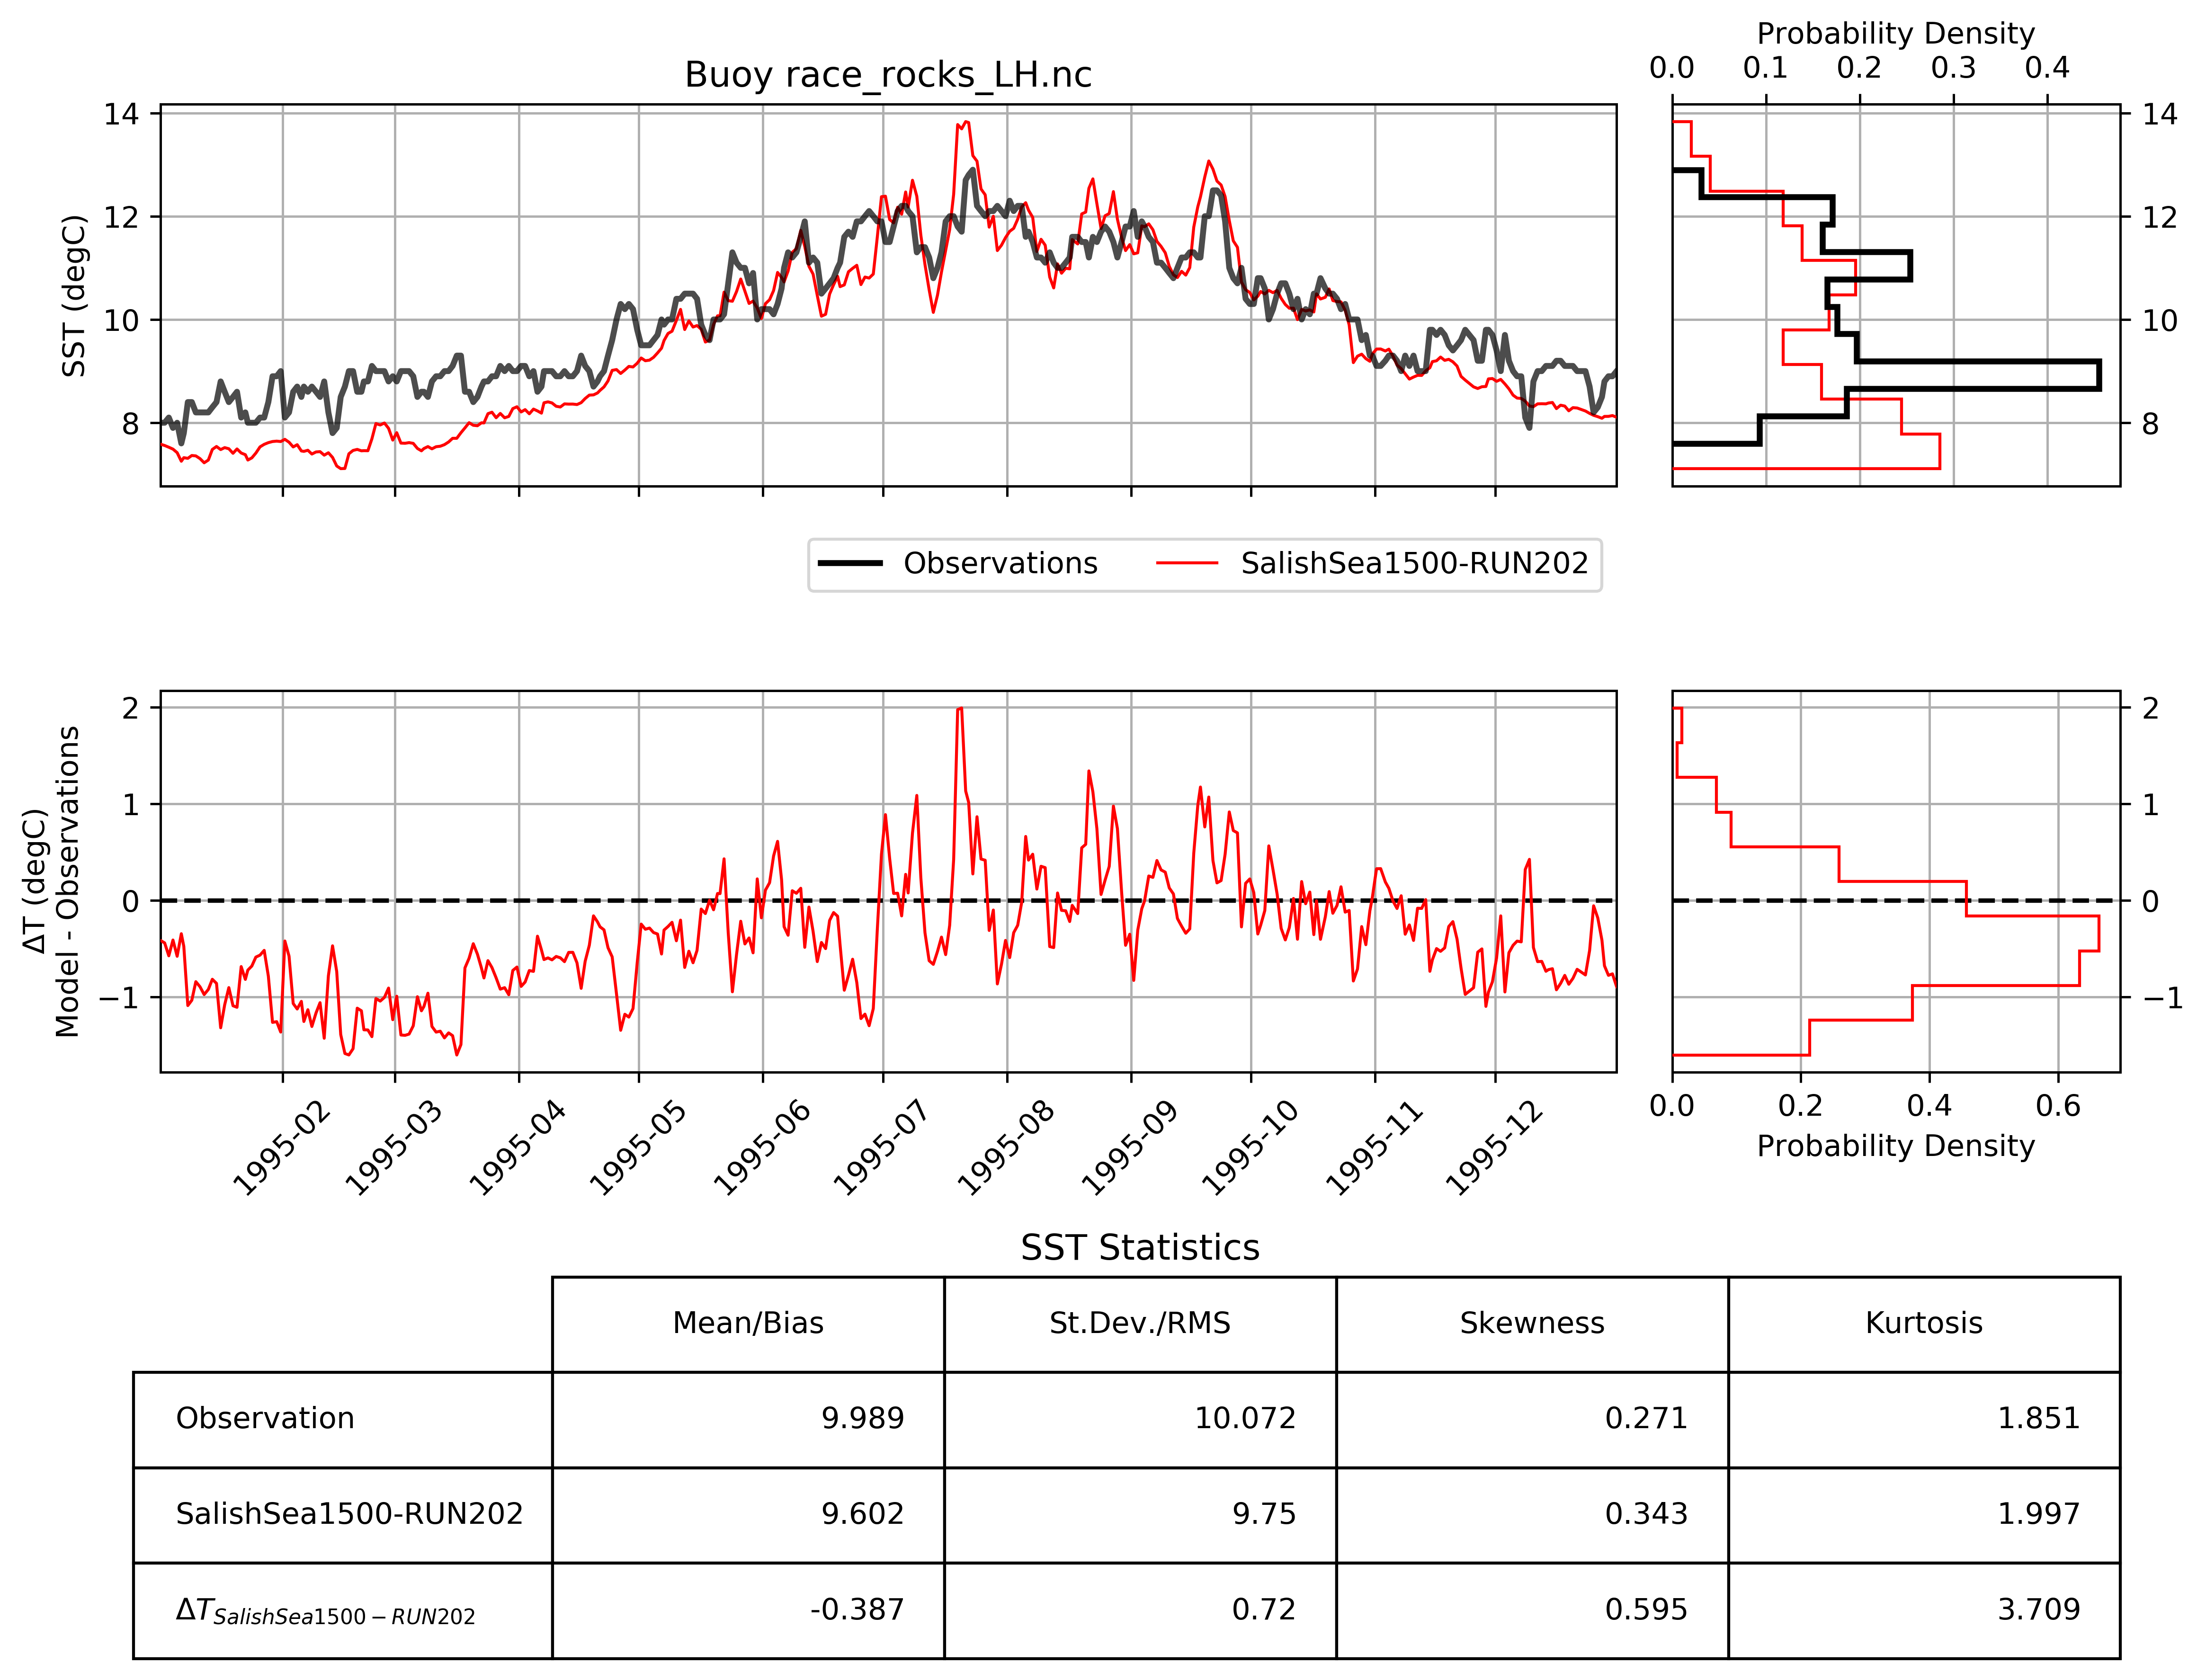 Probability Density
0.0 0.1 0.2 0.3 0.4
Buoy race_rocks_LH.nc
14
12
10
8
SST (degC)
14
12
10
8
Observations SalishSea1500-RUN202
2
1
0
−1
ΔT (degC)
Model - Observations
2
1
0
−1
0.0 0.2 0.4 0.6
Probability Density
1995-02 1995-03 1995-04 1995-05 1995-06 1995-07 1995-08 1995-09 1995-10 1995-11 1995-12
SST Statistics
Mean/Bias St.Dev./RMS Skewness Kurtosis
Observation 9.989 10.072 0.271 1.851
SalishSea1500-RUN202 9.602 9.75 0.343 1.997
ΔT SalishSea1500−RUN202 -0.387 0.72 0.595 3.709